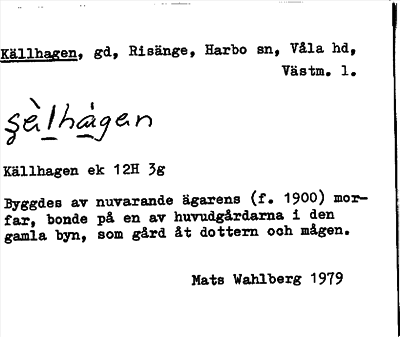 Källhagen, gd, Risänge, Harbo sn, Våla hd,
Västm. l.
şèlhàgen
Källhagen ek 12H 3g
Byggdes av nuvarande ägarens (f. 1900) mor-
far, bonde på en av huvudgårdarna i den
gamla byn, som gård åt dottern och mågen.
Mats Wahlberg 1979